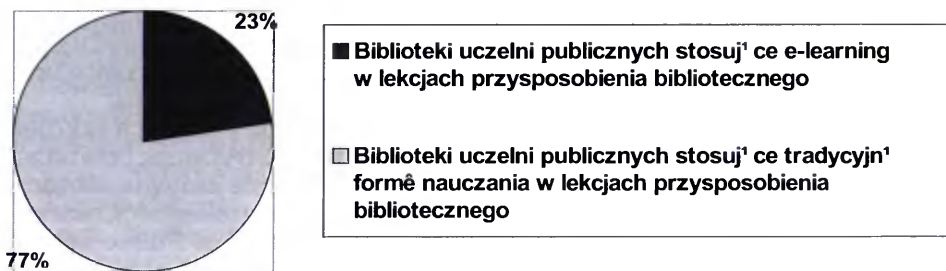 23%
77%
Biblioteki uczelni publicznych stosuj¹ ce e-learning
w lekcjach przysposobienia bibliotecznego
Biblioteki uczelni publicznych stosuj¹ ce tradycyjn¹
formê nauczania w lekcjach przysposobienia
bibliotecznego